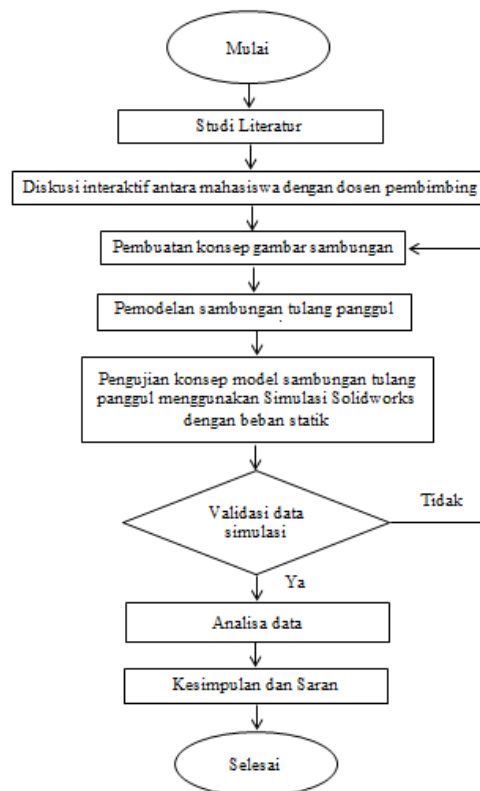 Mulai
Studi Literatur
Diskusi interaktif antara mahasiswa dengan dosen pembimbing
Pembuatan konsep gambar sambungan
Pemodelan sambungan tulang panggul
Pengujian konsep model sambungan tulang
panggul menggunakan Simulasi Solidworks
dengan beban statik
Validasi data
simulasi
Tidak
Ya
Analisa data
Kesimpulan dan Saran
Selesai